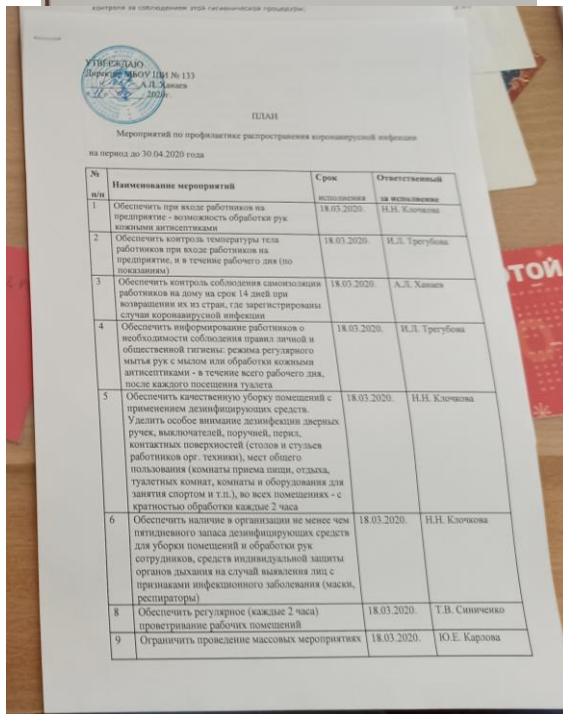 контроля за соблюдением этой гигиенической процедуры;
УТВЕРЖДАЮ
Директор МБОУ ШИ № 133
А.Л. Ханаев
2020г.
ПЛАН
Мероприятий по профилактике распространения коронавирусной инфекции
на период до 30.04.2020 года
№ п/п Наименование мероприятий Срок исполнения Ответственный за исполнение
1 Обеспечить при входе работников на 18.03.2020. Н.Н. Клочкова
предприятие - возможность обработки рук
кожными антисептиками
2 Обеспечить контроль температуры тела 18.03.2020. И.Л. Трегубова
работников при входе работников на
предприятие, и в течение рабочего дня (по
показаниям)
3 Обеспечить контроль соблюдения самоизоляции 18.03.2020. А.Л. Ханаев
работников на дому на срок 14 дней при
возвращении их из стран, где зарегистрированы
случаи коронавирусной инфекции
4 Обеспечить информирование работников о 18.03.2020. И.Л. Трегубова
необходимости соблюдения правил личной и
общественной гигиены: режима регулярного
мытья рук с мылом или обработки кожными
антисептиками - в течение всего рабочего дня,
после каждого посещения туалета
5 Обеспечить качественную уборку помещений с 18.03.2020. Н.Н. Клочкова
применением дезинфицирующих средств.
Уделить особое внимание дезинфекции дверных
ручек, выключателей, поручней, перил,
контактных поверхностей (столов и стульев
работников орг. техники), мест общего
пользования (комнаты приема пищи, отдыха,
туалетных комнат, комнаты и оборудования для
занятия спортом и т.п.), во всех помещениях - с
кратностью обработки каждые 2 часа
6 Обеспечить наличие в организации не менее чем 18.03.2020. Н.Н. Клочкова
пятидневного запаса дезинфицирующих средств
для уборки помещений и обработки рук
сотрудников, средств индивидуальной защиты
органов дыхания на случай выявления лиц с
признаками инфекционного заболевания (маски,
респираторы)
8 Обеспечить регулярное (каждые 2 часа) 18.03.2020. Т.В. Синиченко
проветривание рабочих помещений
9 Ограничить проведение массовых мероприятиях 18.03.2020. Ю.Е. Карлова
ТОЙ